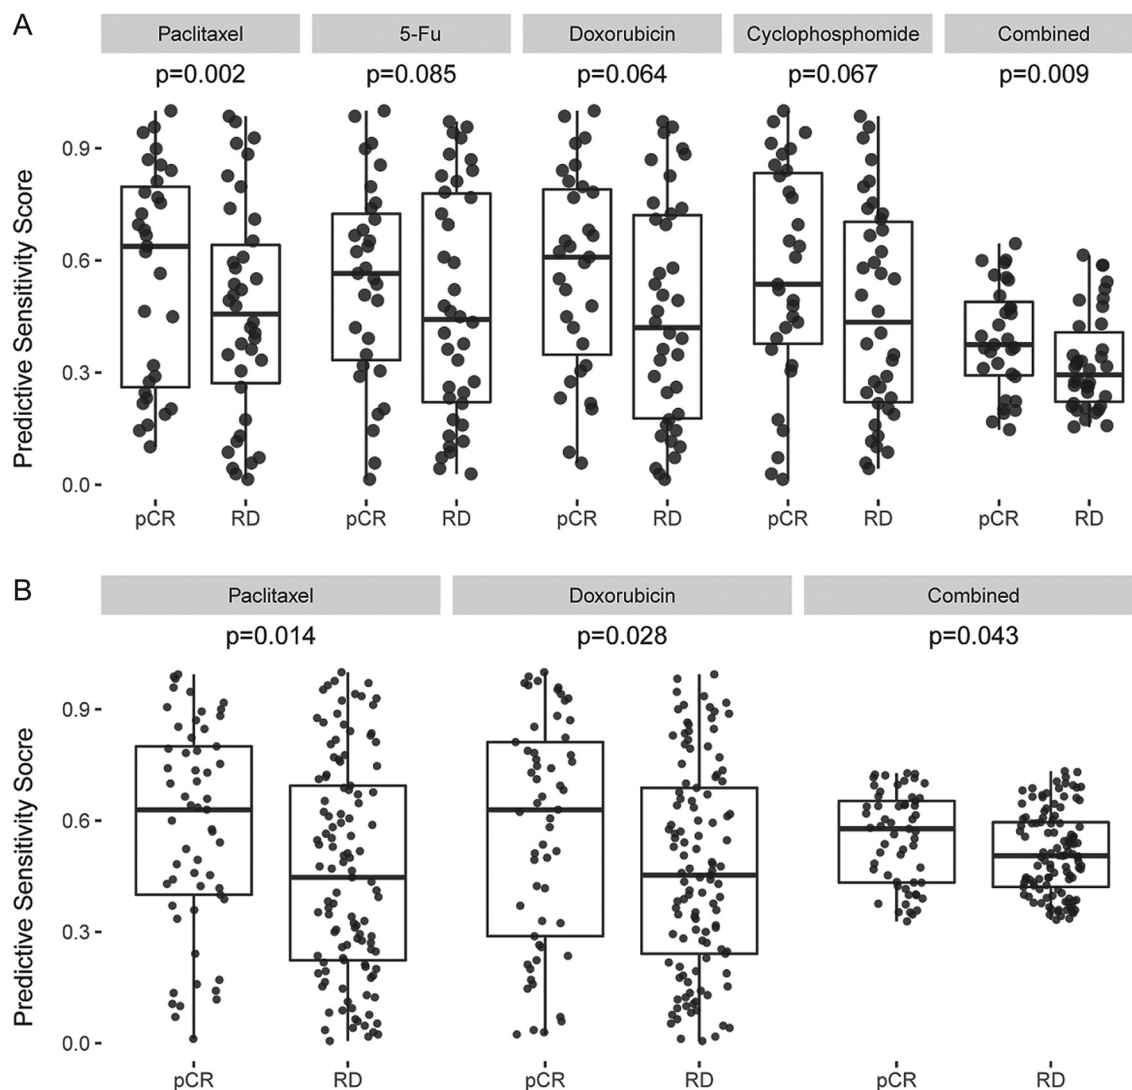 A
Paclitaxel 5-Fu Doxorubicin Cyclophosphomide Combined
p=0.002 p=0.085 p=0.064 p=0.067 p=0.009
Predictive Sensitivity Score
0.9
0.6
0.3
0.0
pCR RD pCR RD pCR RD pCR RD pCR RD
B
Paclitaxel Doxorubicin Combined
p=0.014 p=0.028 p=0.043
Predictive Sensitivity Socre
0.9
0.6
0.3
0.0
pCR RD pCR RD pCR RD